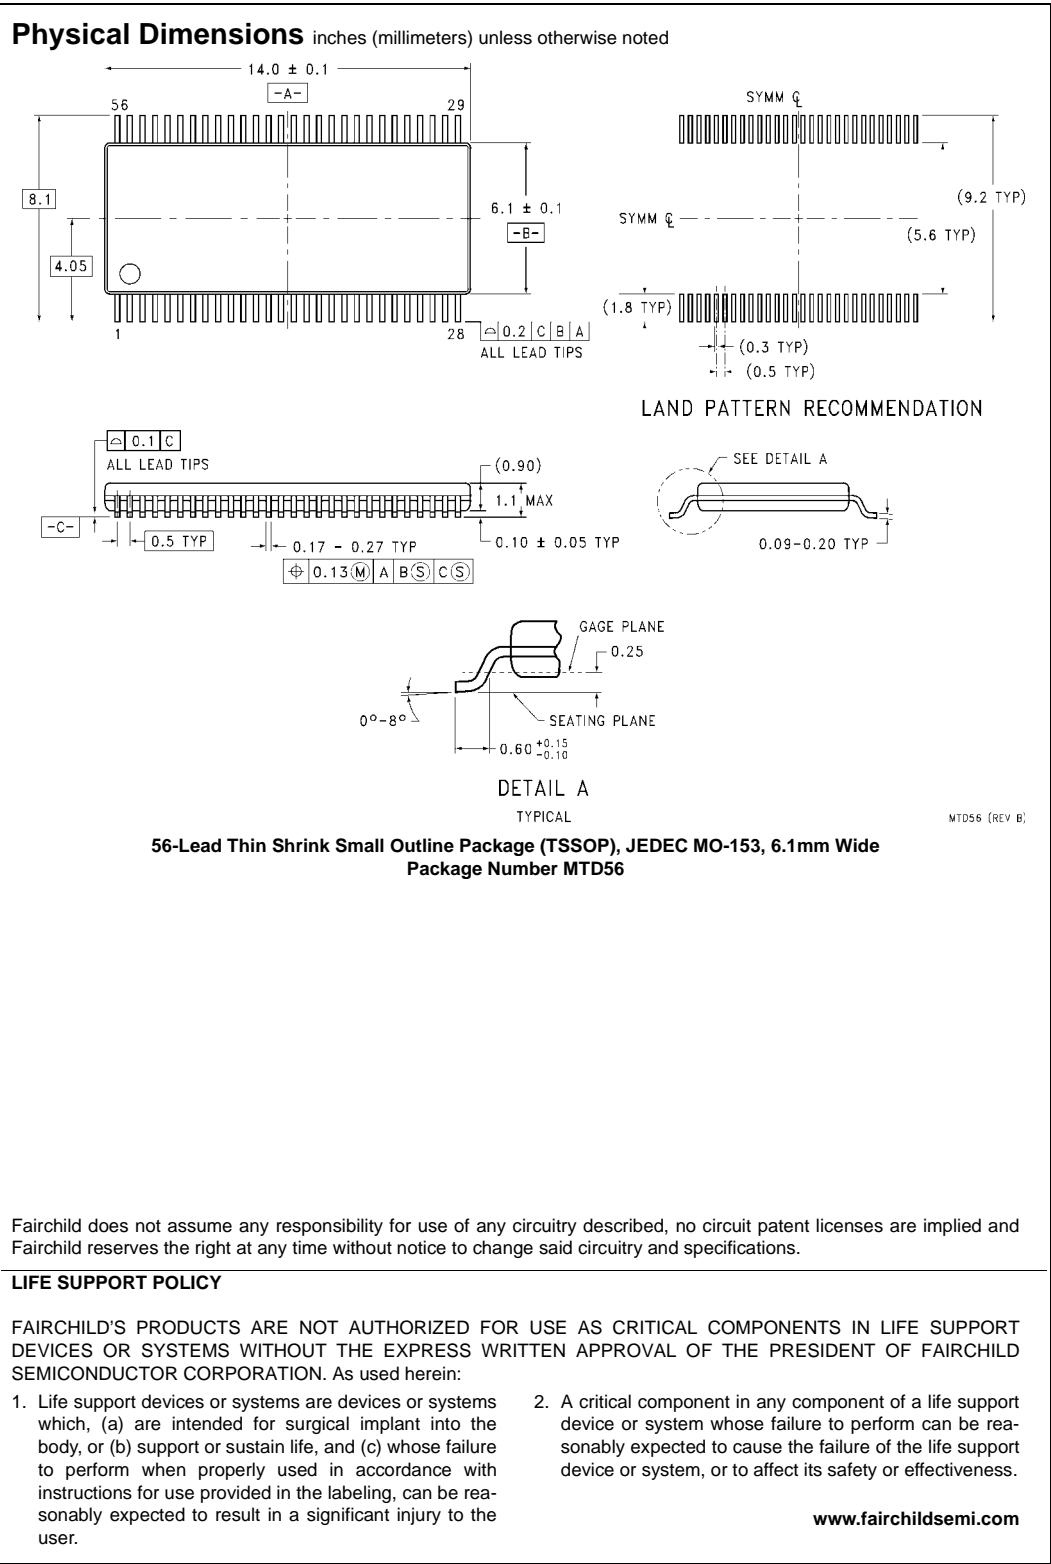 Physical Dimensions inches (millimeters) unless otherwise noted
14.0 ± 0.1
-A-
56
29
8.1
4.05
6.1 ± 0.1
-B-
1
28
⌓ 0.2 C B A
ALL LEAD TIPS
SYMM ℄
SYMM ℄
(9.2 TYP)
(5.6 TYP)
(1.8 TYP)
(0.3 TYP)
(0.5 TYP)
LAND PATTERN RECOMMENDATION
⌓ 0.1 C
ALL LEAD TIPS
(0.90)
1.1 MAX
-C-
0.5 TYP
0.17 - 0.27 TYP
0.10 ± 0.05 TYP
⌖ 0.13 Ⓜ A B Ⓢ C Ⓢ
SEE DETAIL A
0.09-0.20 TYP
GAGE PLANE
0.25
0°-8°
SEATING PLANE
0.60 +0.15
-0.10
DETAIL A
TYPICAL
MTD56 (REV B)
56-Lead Thin Shrink Small Outline Package (TSSOP), JEDEC MO-153, 6.1mm Wide
Package Number MTD56
Fairchild does not assume any responsibility for use of any circuitry described, no circuit patent licenses are implied and
Fairchild reserves the right at any time without notice to change said circuitry and specifications.
LIFE SUPPORT POLICY
FAIRCHILD'S PRODUCTS ARE NOT AUTHORIZED FOR USE AS CRITICAL COMPONENTS IN LIFE SUPPORT
DEVICES OR SYSTEMS WITHOUT THE EXPRESS WRITTEN APPROVAL OF THE PRESIDENT OF FAIRCHILD
SEMICONDUCTOR CORPORATION. As used herein:
1. Life support devices or systems are devices or systems
which, (a) are intended for surgical implant into the
body, or (b) support or sustain life, and (c) whose failure
to perform when properly used in accordance with
instructions for use provided in the labeling, can be rea-
sonably expected to result in a significant injury to the
user.
2. A critical component in any component of a life support
device or system whose failure to perform can be rea-
sonably expected to cause the failure of the life support
device or system, or to affect its safety or effectiveness.
www.fairchildsemi.com